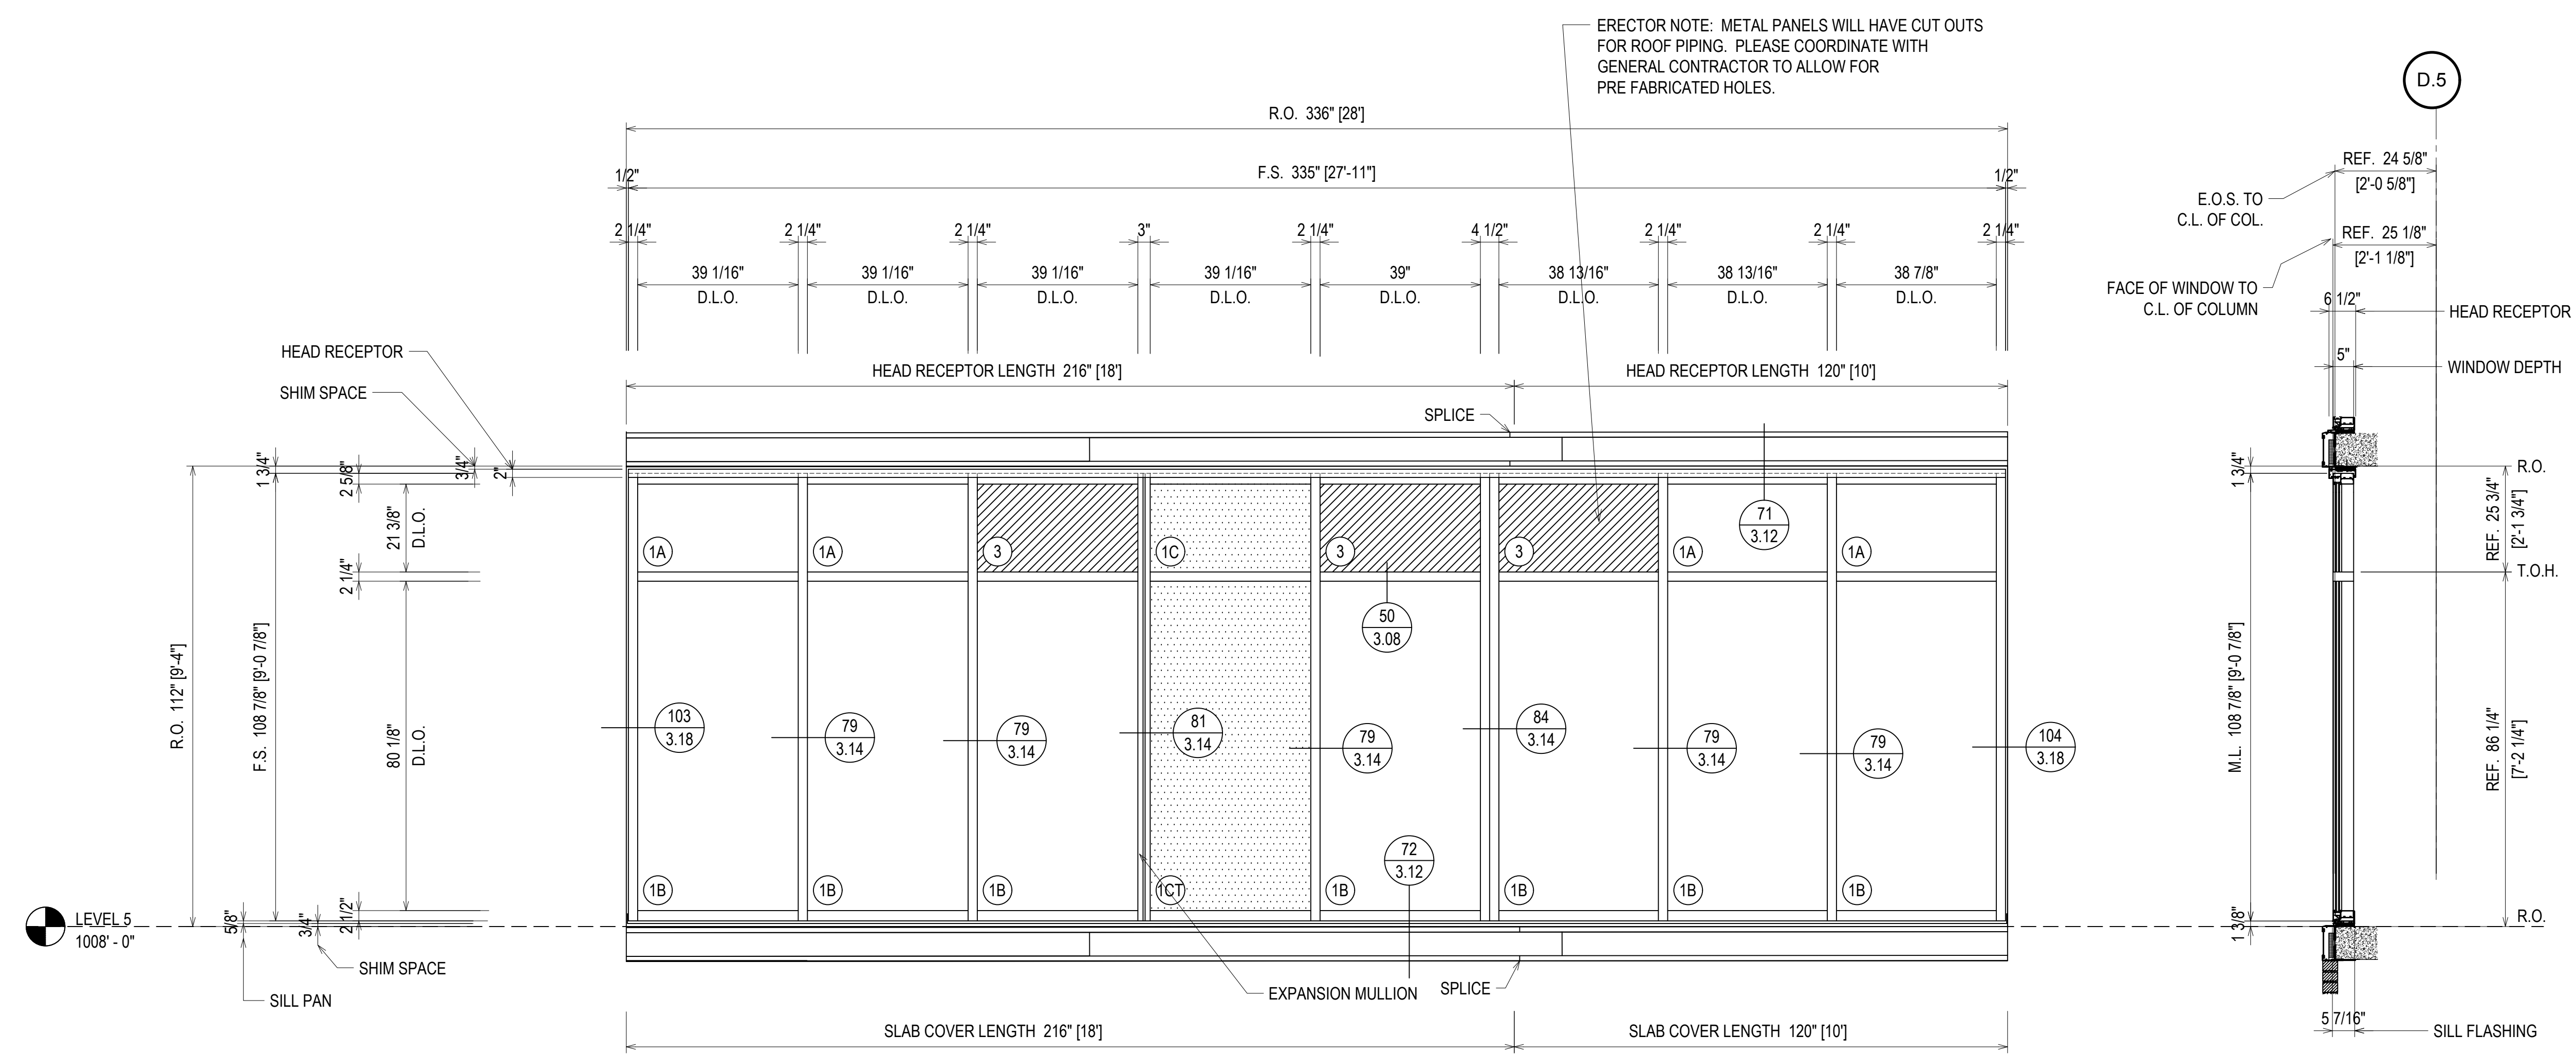 ERECTOR NOTE: METAL PANELS WILL HAVE CUT OUTS
FOR ROOF PIPING. PLEASE COORDINATE WITH
GENERAL CONTRACTOR TO ALLOW FOR
PRE FABRICATED HOLES.
D.5
R.O. 336" [28']
F.S. 335" [27'-11"]
1/2"
1/2"
2 1/4"
2 1/4"
2 1/4"
3"
2 1/4"
4 1/2"
2 1/4"
2 1/4"
2 1/4"
39 1/16"
D.L.O.
39 1/16"
D.L.O.
39 1/16"
D.L.O.
39 1/16"
D.L.O.
39"
D.L.O.
38 13/16"
D.L.O.
38 13/16"
D.L.O.
38 7/8"
D.L.O.
HEAD RECEPTOR LENGTH 216" [18']
HEAD RECEPTOR LENGTH 120" [10']
SPLICE
HEAD RECEPTOR
SHIM SPACE
1 3/4"
2 5/8"
3/4"
2"
21 3/8"
D.L.O.
2 1/4"
R.O. 112" [9'-4"]
F.S. 108 7/8" [9'-0 7/8"]
80 1/8"
D.L.O.
5/8"
3/4"
2 1/2"
LEVEL 5
1008' - 0"
SHIM SPACE
SILL PAN
1A
1A
3
1C
3
3
1A
1A
71
3.12
50
3.08
103
3.18
79
3.14
79
3.14
81
3.14
79
3.14
84
3.14
79
3.14
79
3.14
104
3.18
72
3.12
1B
1B
1B
1CT
1B
1B
1B
1B
EXPANSION MULLION
SPLICE
SLAB COVER LENGTH 216" [18']
SLAB COVER LENGTH 120" [10']
REF. 24 5/8"
[2'-0 5/8"]
E.O.S. TO
C.L. OF COL.
REF. 25 1/8"
[2'-1 1/8"]
FACE OF WINDOW TO
C.L. OF COLUMN
6 1/2"
HEAD RECEPTOR
5"
WINDOW DEPTH
1 3/4"
R.O.
REF. 25 3/4"
[2'-1 3/4"]
T.O.H.
M.L. 108 7/8" [9'-0 7/8"]
REF. 86 1/4"
[7'-2 1/4"]
1 3/8"
R.O.
5 7/16"
SILL FLASHING